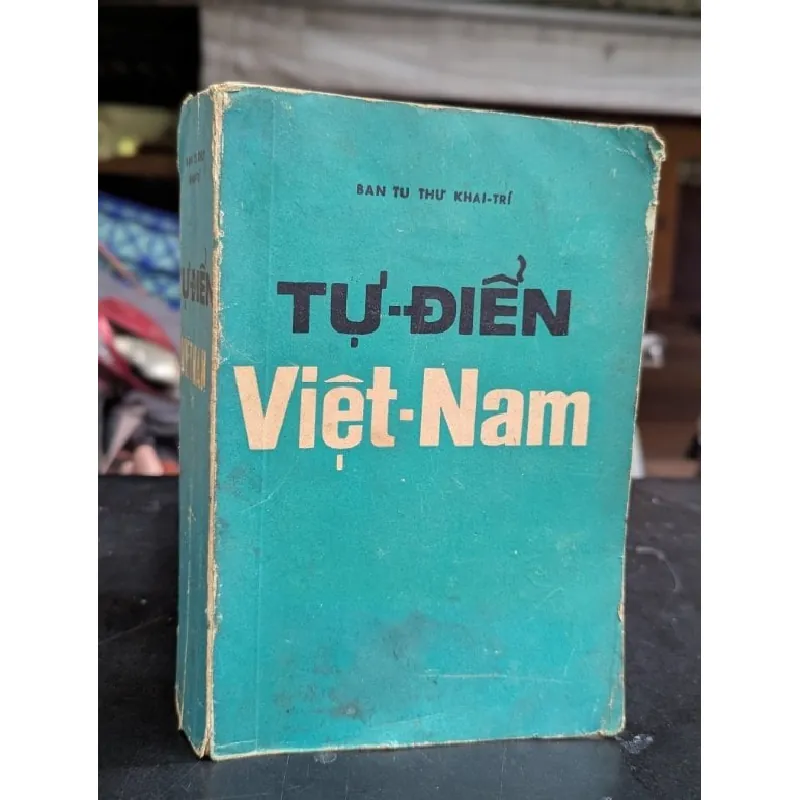 BAN TU THƯ KHAI-TRÍ
TỰ-ĐIỂN
Việt-Nam